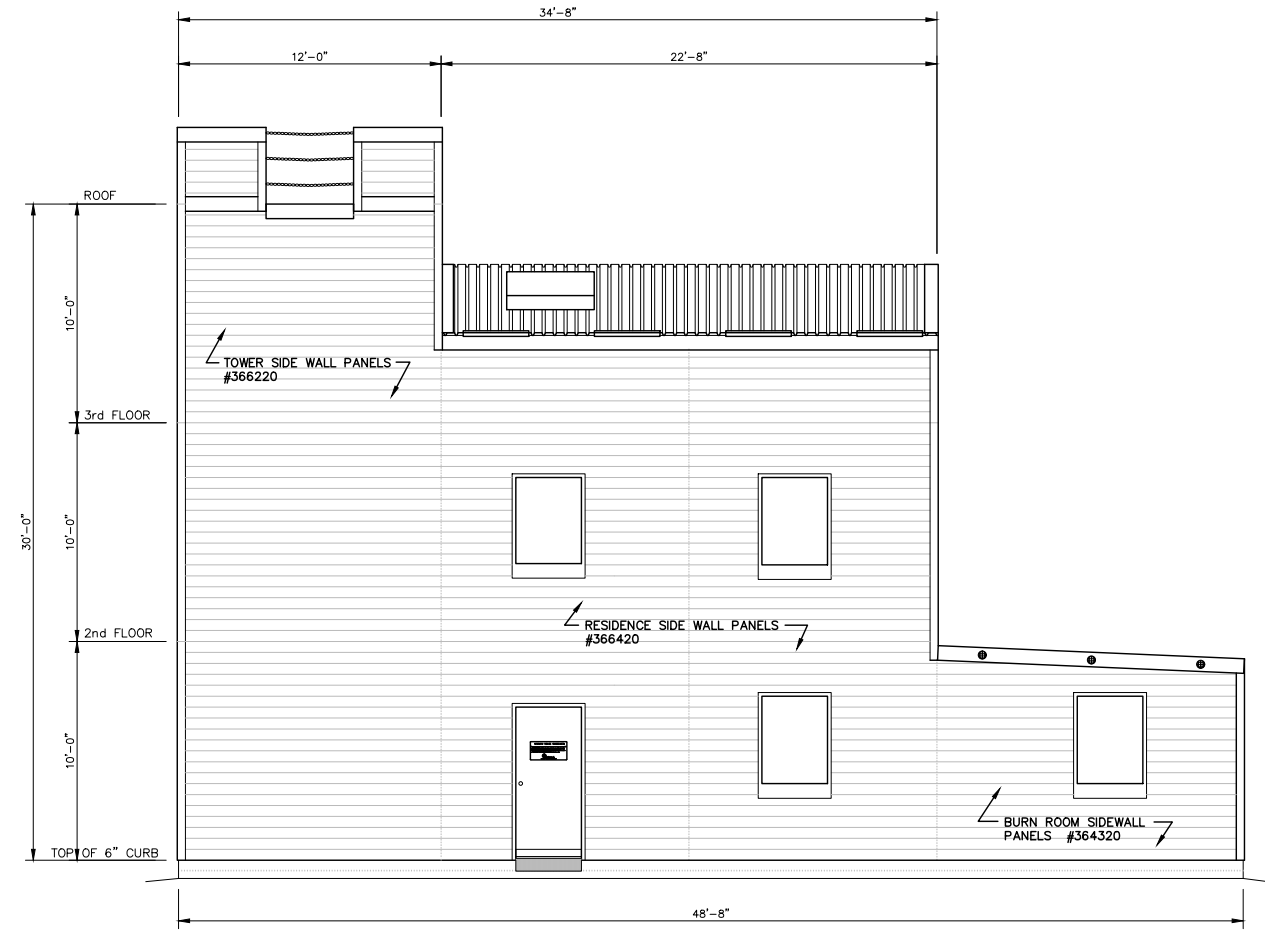 34'-8"
12'-0"
22'-8"
ROOF
10'-0"
TOWER SIDE WALL PANELS
#366220
3rd FLOOR
30'-0"
10'-0"
2nd FLOOR
RESIDENCE SIDE WALL PANELS
#366420
10'-0"
BURN ROOM SIDEWALL
PANELS #364320
TOP OF 6" CURB
48'-8"